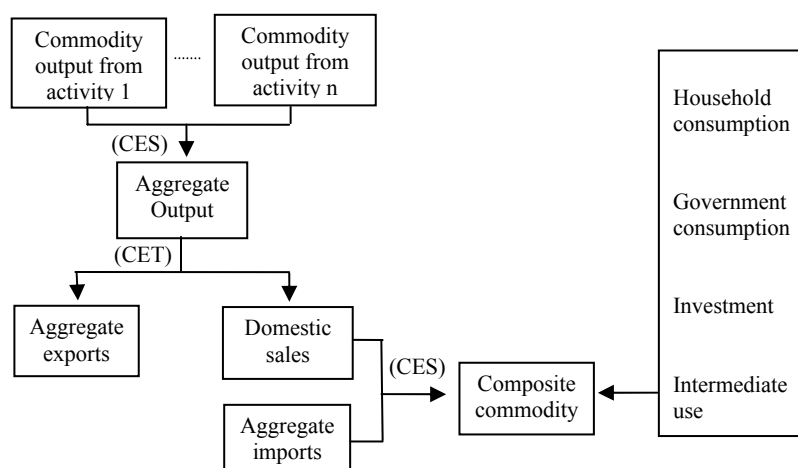 Commodity
output from
activity 1
.......
Commodity
output from
activity n
(CES)
Aggregate
Output
(CET)
Aggregate
exports
Domestic
sales
(CES)
Aggregate
imports
Composite
commodity
Household
consumption
Government
consumption
Investment
Intermediate
use